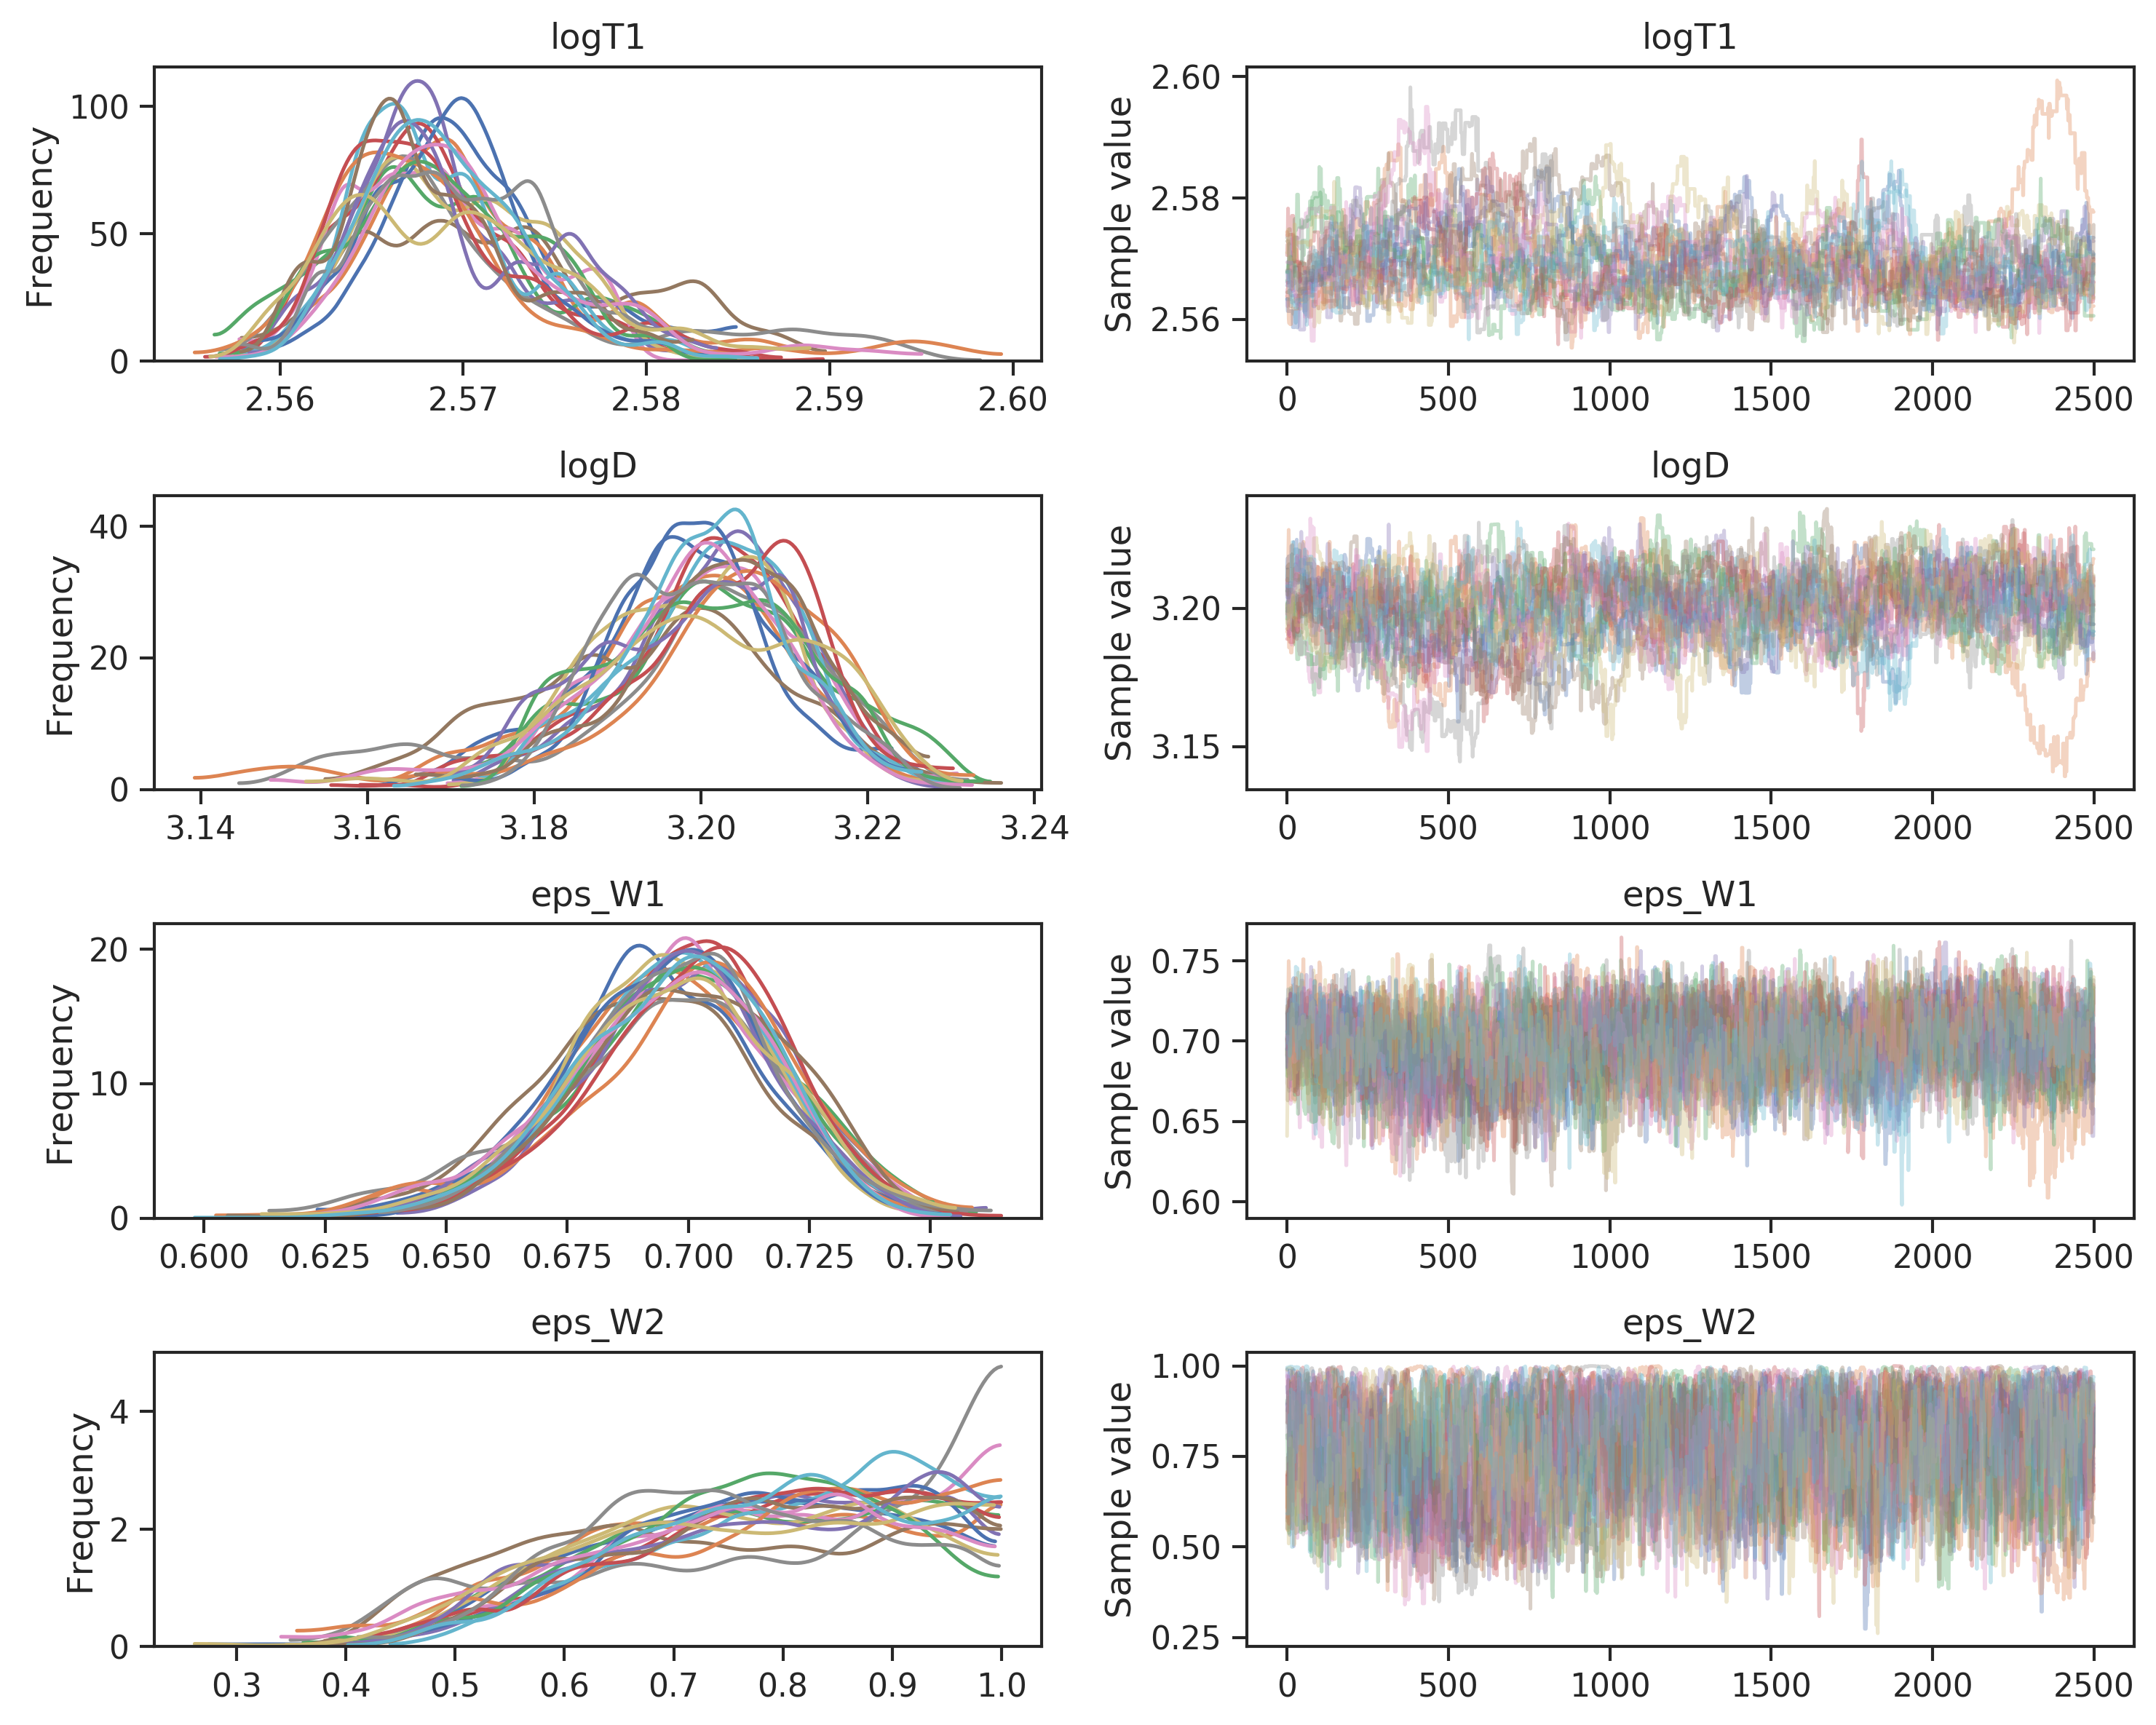 logT1
Frequency
100
50
0
2.56 2.57 2.58 2.59 2.60
logT1
Sample value
2.60
2.58
2.56
0 500 1000 1500 2000 2500
logD
Frequency
40
20
0
3.14 3.16 3.18 3.20 3.22 3.24
logD
Sample value
3.20
3.15
0 500 1000 1500 2000 2500
eps_W1
Frequency
20
10
0
0.600 0.625 0.650 0.675 0.700 0.725 0.750
eps_W1
Sample value
0.75
0.70
0.65
0.60
0 500 1000 1500 2000 2500
eps_W2
Frequency
4
2
0
0.3 0.4 0.5 0.6 0.7 0.8 0.9 1.0
eps_W2
Sample value
1.00
0.75
0.50
0.25
0 500 1000 1500 2000 2500